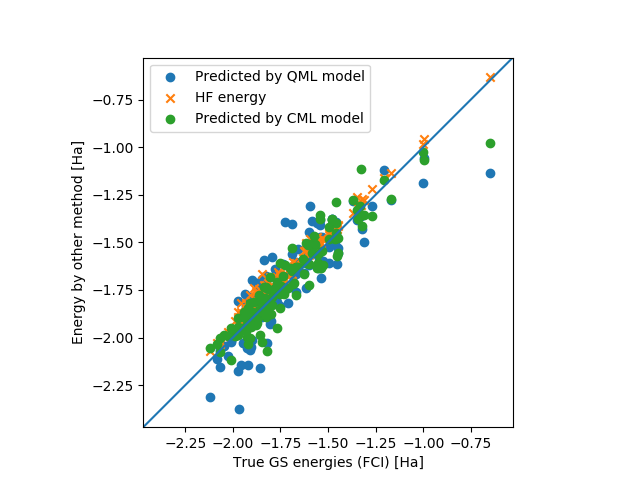 Predicted by QML model
HF energy
Predicted by CML model
Energy by other method [Ha]
−0.75
−1.00
−1.25
−1.50
−1.75
−2.00
−2.25
−2.25 −2.00 −1.75 −1.50 −1.25 −1.00 −0.75
True GS energies (FCI) [Ha]